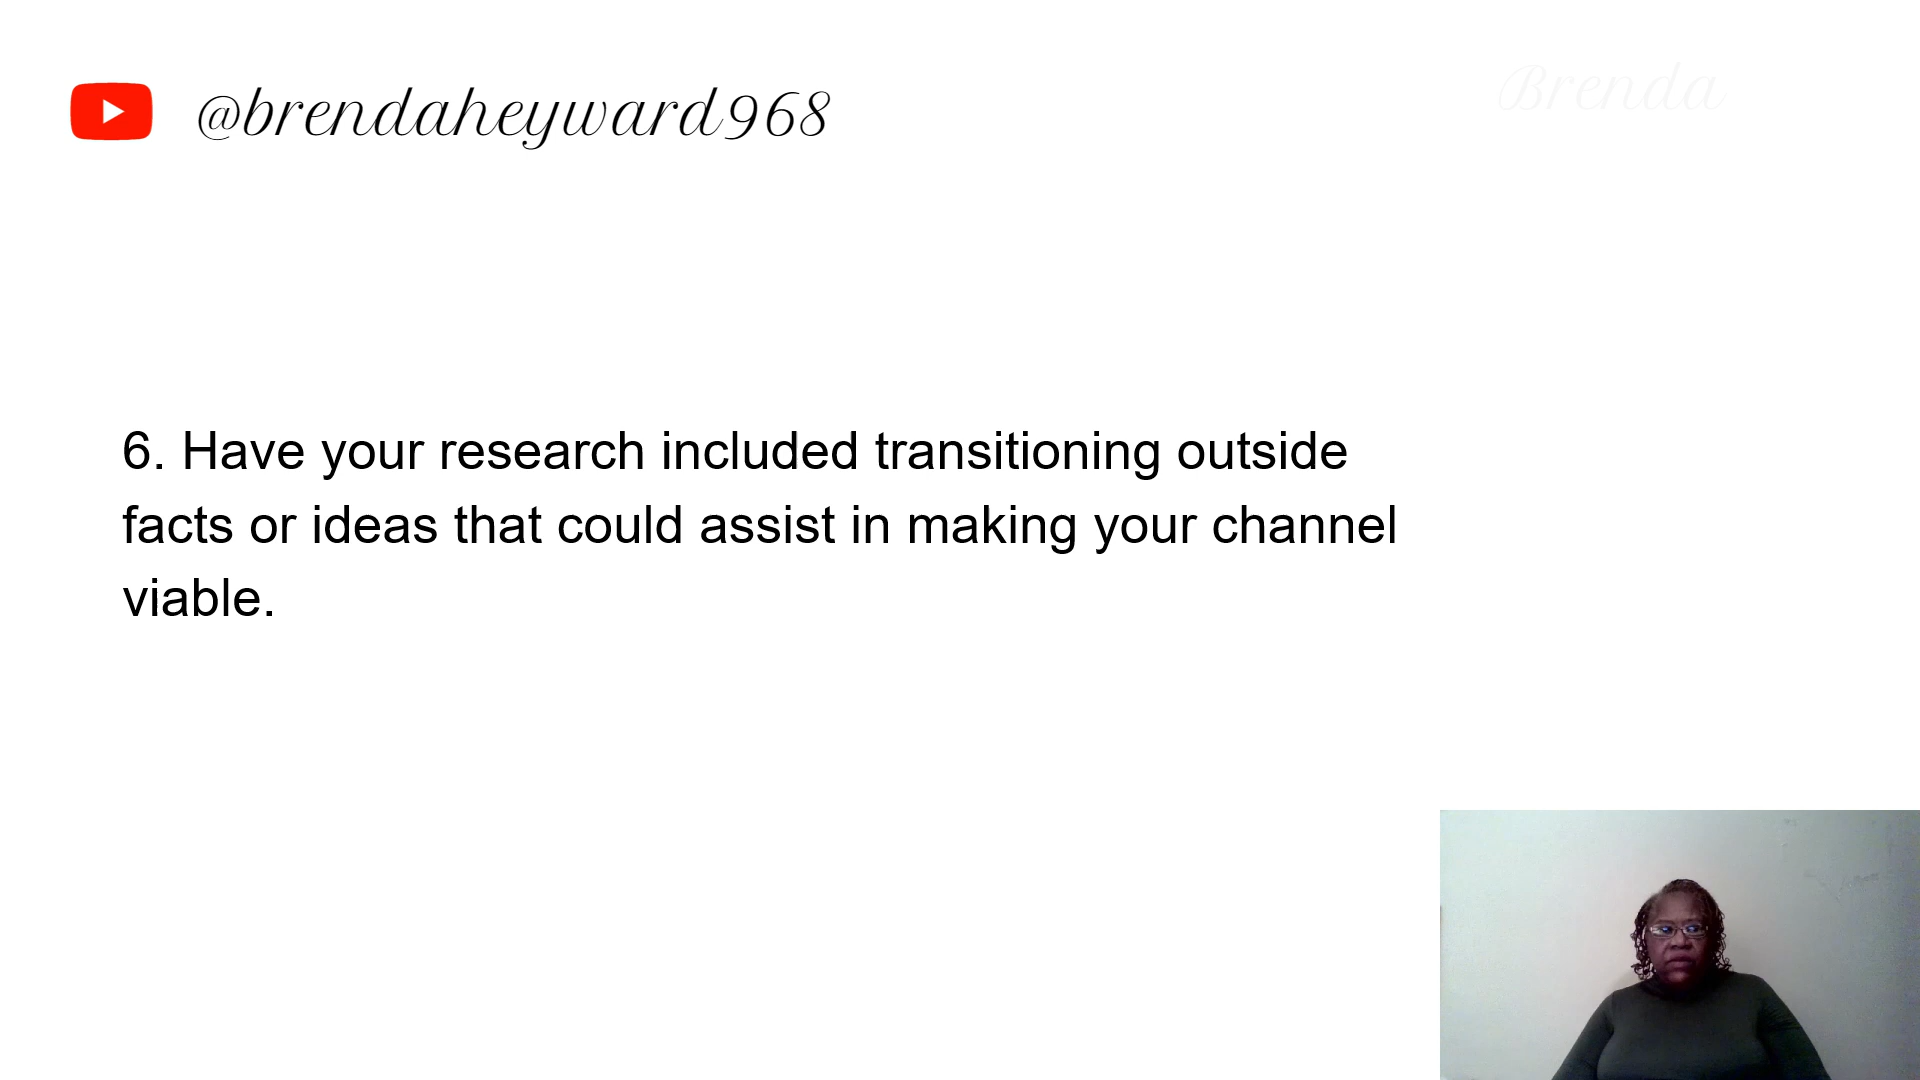 @brendaheyward968
Brenda
6. Have your research included transitioning outside
facts or ideas that could assist in making your channel
viable.